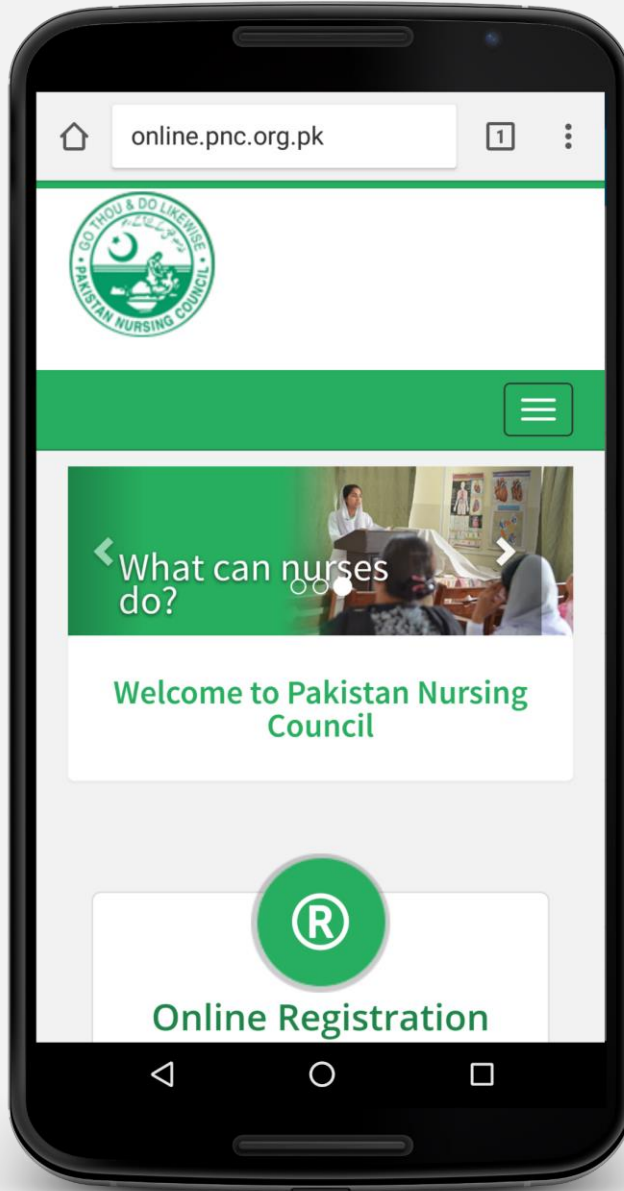 online.pnc.org.pk
1
GO THOU & DO LIKEWISE
PAKISTAN NURSING COUNCIL
What can nurses
do?
Welcome to Pakistan Nursing
Council
®
Online Registration